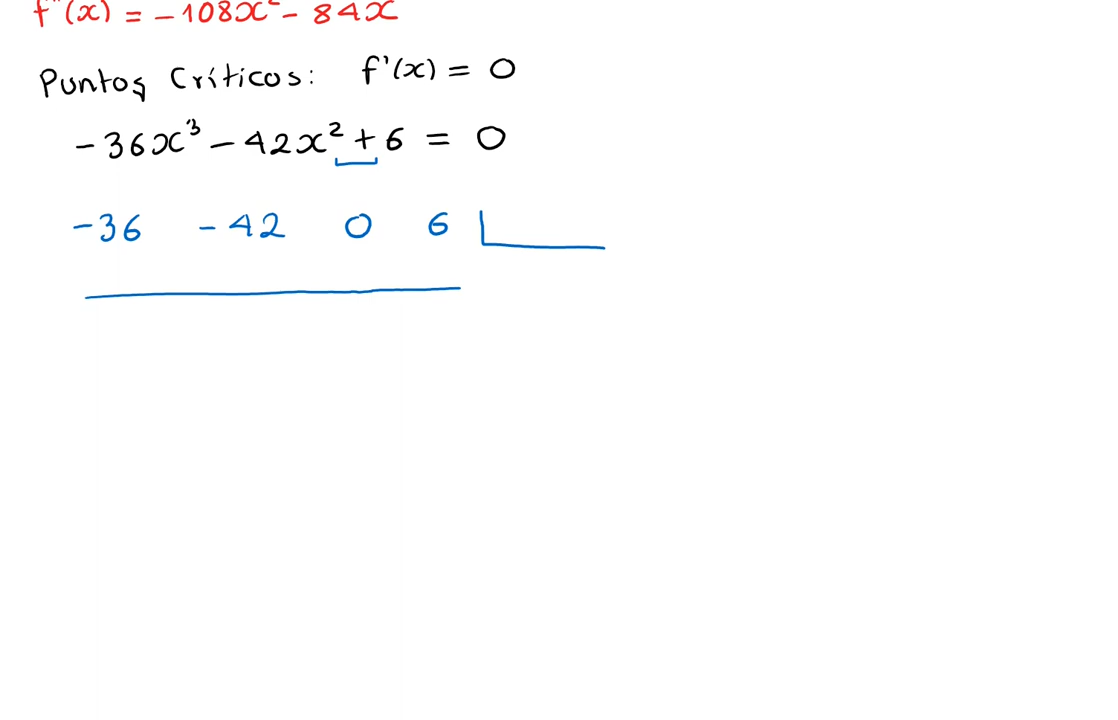 f''(x) = -108x² - 84x
Puntos Críticos: f'(x) = 0
-36x³ - 42x² + 6 = 0
-36 -42 0 6